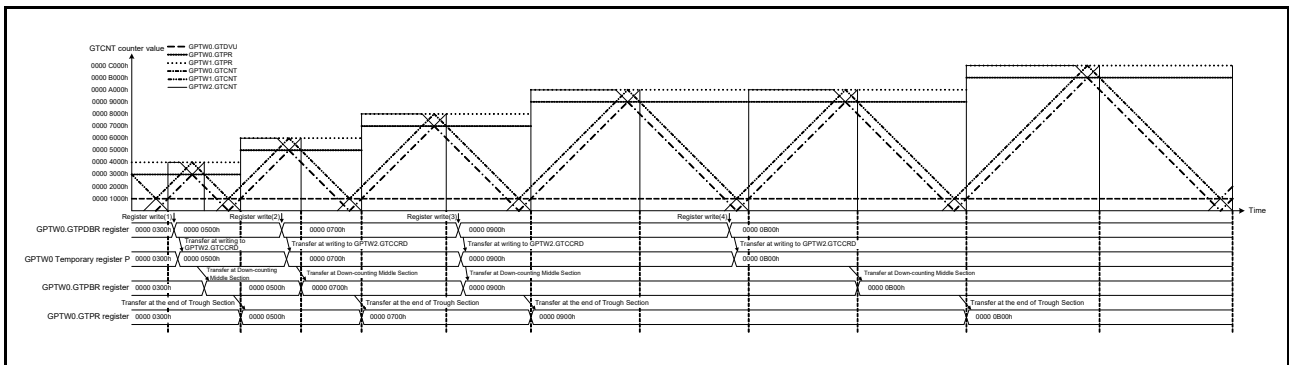 GTCNT counter value
GPTW0.GTDVU
GPTW0.GTPR
GPTW1.GTPR
GPTW0.GTCNT
GPTW1.GTCNT
GPTW2.GTCNT
0000 C000h
0000 B000h
0000 A000h
0000 9000h
0000 8000h
0000 7000h
0000 6000h
0000 5000h
0000 4000h
0000 3000h
0000 2000h
0000 1000h
Time
Register write(1)
Register write(2)
Register write(3)
Register write(4)
GPTW0.GTPDBR register
0000 0300h
0000 0500h
0000 0700h
0000 0900h
0000 0B00h
Transfer at writing to
GPTW2.GTCCRD
Transfer at writing to GPTW2.GTCCRD
Transfer at writing to GPTW2.GTCCRD
Transfer at writing to GPTW2.GTCCRD
GPTW0 Temporary register P
0000 0300h
0000 0500h
0000 0700h
0000 0900h
0000 0B00h
Transfer at Down-counting
Middle Section
Transfer at Down-counting Middle Section
Transfer at Down-counting Middle Section
Transfer at Down-counting Middle Section
GPTW0.GTPBR register
0000 0300h
0000 0500h
0000 0700h
0000 0900h
0000 0B00h
Transfer at the end of Trough Section
Transfer at the end of Trough Section
Transfer at the end of Trough Section
Transfer at the end of Trough Section
GPTW0.GTPR register
0000 0300h
0000 0500h
0000 0700h
0000 0900h
0000 0B00h